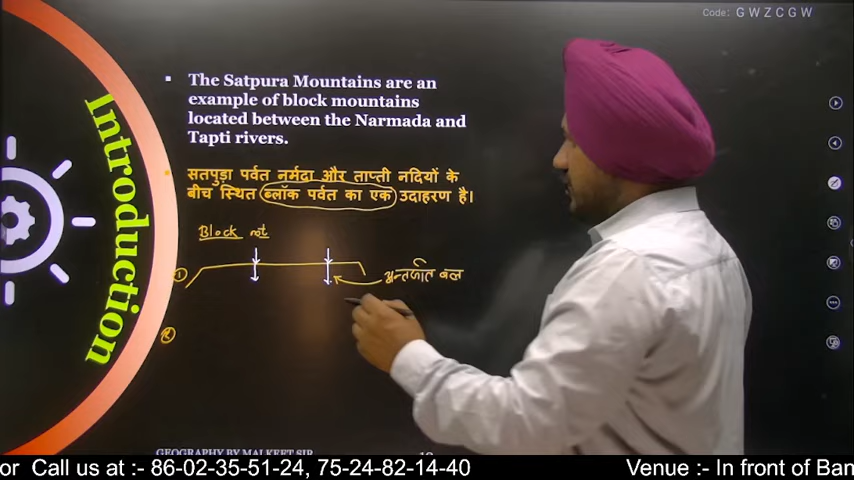 Code: G W Z C G W
Introduction
▪ The Satpura Mountains are an
example of block mountains
located between the Narmada and
Tapti rivers.
सतपुड़ा पर्वत नर्मदा और ताप्ती नदियों के
बीच स्थित ब्लॉक पर्वत का एक उदाहरण है।
Block mt
①
अन्तर्जात बल
②
GEOGRAPHY BY MALKEET SIR
or Call us at :- 86-02-35-51-24, 75-24-82-14-40
Venue :- In front of Ban